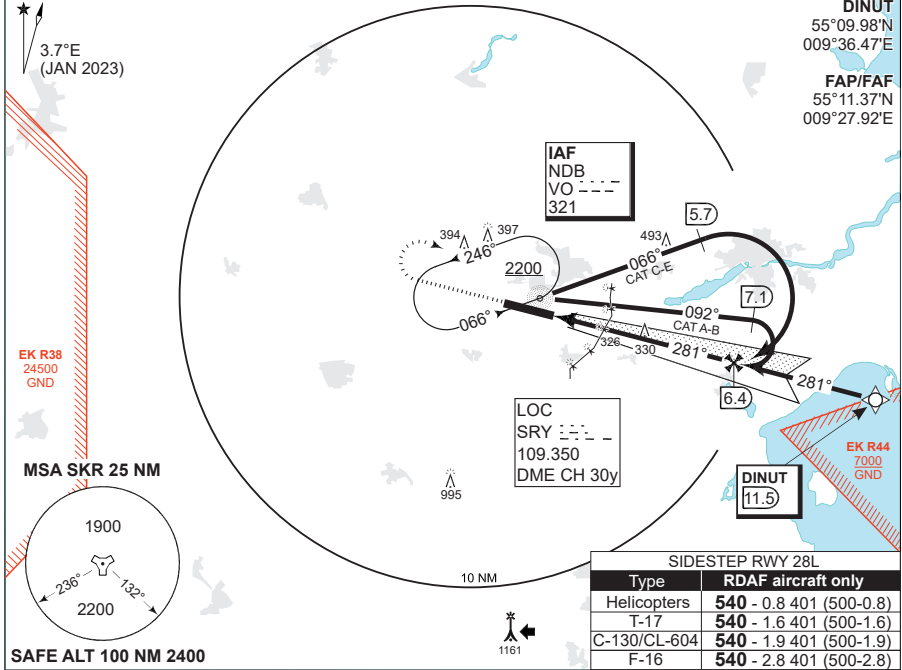 DINUT
55°09.98'N
009°36.47'E
FAP/FAF
55°11.37'N
009°27.92'E
3.7°E
(JAN 2023)
IAF
NDB
VO
321
5.7
394
397
493
246°
2200
066°
CAT C-E
7.1
092°
CAT A-B
066°
326
330
281°
281°
6.4
EK R38
24500
GND
LOC
SRY
109.350
DME CH 30y
EK R44
7000
GND
DINUT
11.5
MSA SKR 25 NM
1900
236°
132°
2200
995
10 NM
1161
SAFE ALT 100 NM 2400
SIDESTEP RWY 28L
Type RDAF aircraft only
Helicopters 540 - 0.8 401 (500-0.8)
T-17 540 - 1.6 401 (500-1.6)
C-130/CL-604 540 - 1.9 401 (500-1.9)
F-16 540 - 2.8 401 (500-2.8)